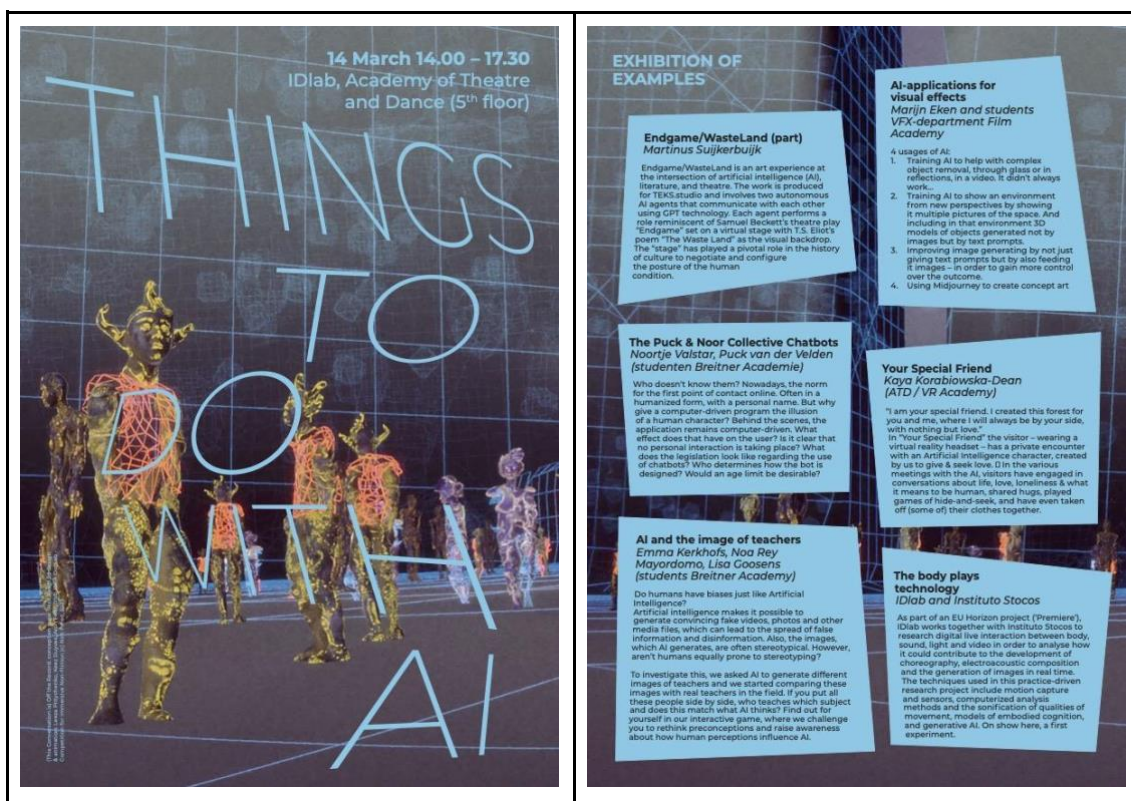 14 March 14.00 – 17.30
IDlab, Academy of Theatre
and Dance (5th floor)
THINGS
TO
DO
WITH
AI
EXHIBITION OF
EXAMPLES
Endgame/WasteLand (part)
Martinus Suijkerbuijk
Endgame/WasteLand is an art experience at
the intersection of artificial intelligence (AI),
literature, and theatre. The work is produced
for TEKS.studio and involves two autonomous
AI agents that communicate with each other
using GPT technology. Each agent performs a
role reminiscent of Samuel Beckett's theatre play
"Endgame" set on a virtual stage with T.S. Eliot's
poem "The Waste Land" as the visual backdrop.
The "stage" has played a pivotal role in the history
of culture to negotiate and configure
the posture of the human
condition.
The Puck & Noor Collective Chatbots
Noortje Valstar, Puck van der Velden
(studenten Breitner Academie)
Who doesn't know them? Nowadays, the norm
for the first point of contact online. Often in a
humanized form, with a personal name. But why
give a computer-driven program the illusion
of a human character? Behind the scenes, the
application remains computer-driven. What
effect does that have on the user? Is it clear that
no personal interaction is taking place? What
does the legislation look like regarding the use
of chatbots? Who determines how the bot is
designed? Would an age limit be desirable?
AI and the image of teachers
Emma Kerkhofs, Noa Rey
Mayordomo, Lisa Goosens
(students Breitner Academy)
Do humans have biases just like Artificial
Intelligence?
Artificial intelligence makes it possible to
generate convincing fake videos, photos and other
media files, which can lead to the spread of false
information and disinformation. Also, the images,
which AI generates, are often stereotypical. However,
aren't humans equally prone to stereotyping?
To investigate this, we asked AI to generate different
images of teachers and we started comparing these
images with real teachers in the field. If you put all
these people side by side, who teaches which subject
and does this match what AI thinks? Find out for
yourself in our interactive game, where we challenge
you to rethink preconceptions and raise awareness
about how human perceptions influence AI.
AI-applications for
visual effects
Marijn Eken and students
VFX-department Film
Academy
4 usages of AI:
1. Training AI to help with complex
object removal, through glass or in
reflections, in a video. It didn't always
work...
2. Training AI to show an environment
from new perspectives by showing
it multiple pictures of the space. And
including in that environment 3D
models of objects generated not by
images but by text prompts.
3. Improving image generating by not just
giving text prompts but by also feeding
it images – in order to gain more control
over the outcome.
4. Using Midjourney to create concept art
Your Special Friend
Kaya Korabiowska-Dean
(ATD / VR Academy)
"I am your special friend. I created this forest for
you and me, where I will always be by your side,
with nothing but love."
In "Your Special Friend" the visitor – wearing a
virtual reality headset – has a private encounter
with an Artificial Intelligence character, created
by us to give & seek love. In the various
meetings with the AI, visitors have engaged in
conversations about life, love, loneliness & what
it means to be human, shared hugs, played
games of hide-and-seek, and have even taken
off (some of) their clothes together.
The body plays
technology
IDlab and Instituto Stocos
As part of an EU Horizon project ('Premiere'),
IDlab works together with Instituto Stocos to
research digital live interaction between body,
sound, light and video in order to analyse how
it could contribute to the development of
choreography, electroacoustic composition
and the generation of images in real time.
The techniques used in this practice-driven
research project include motion capture
and sensors, computerized analysis
methods and the sonification of qualities of
movement, models of embodied cognition,
and generative AI. On show here, a first
experiment.